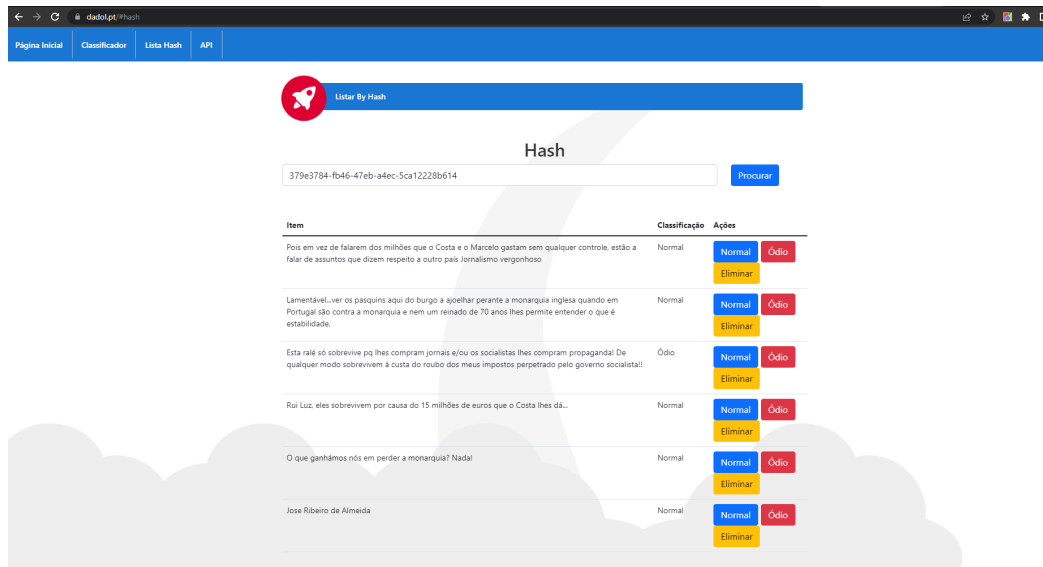 dadol.pt/#hash
Página Inicial Classificador Lista Hash API
Listar By Hash
Hash
379e3784-fb46-47eb-a4ec-5ca12228b614 Procurar
Item Classificação Ações
Pois em vez de falarem dos milhões que o Costa e o Marcelo gastam sem qualquer controle, estão a Normal Normal Ódio
falar de assuntos que dizem respeito a outro país Jornalismo vergonhoso
Eliminar
Lamentável...ver os pasquins aqui do burgo a ajoelhar perante a monarquia inglesa quando em Normal Normal Ódio
Portugal são contra a monarquia e nem um reinado de 70 anos lhes permite entender o que é
estabilidade. Eliminar
Esta ralé só sobrevive pq lhes compram jornais e/ou os socialistas lhes compram propaganda! De Ódio Normal Ódio
qualquer modo sobrevivem à custa do roubo dos meus impostos perpetrado pelo governo socialista!!
Eliminar
Rui Luz, eles sobrevivem por causa do 15 milhões de euros que o Costa lhes dá... Normal Normal Ódio
Eliminar
O que ganhámos nós em perder a monarquia? Nada! Normal Normal Ódio
Eliminar
Jose Ribeiro de Almeida Normal Normal Ódio
Eliminar